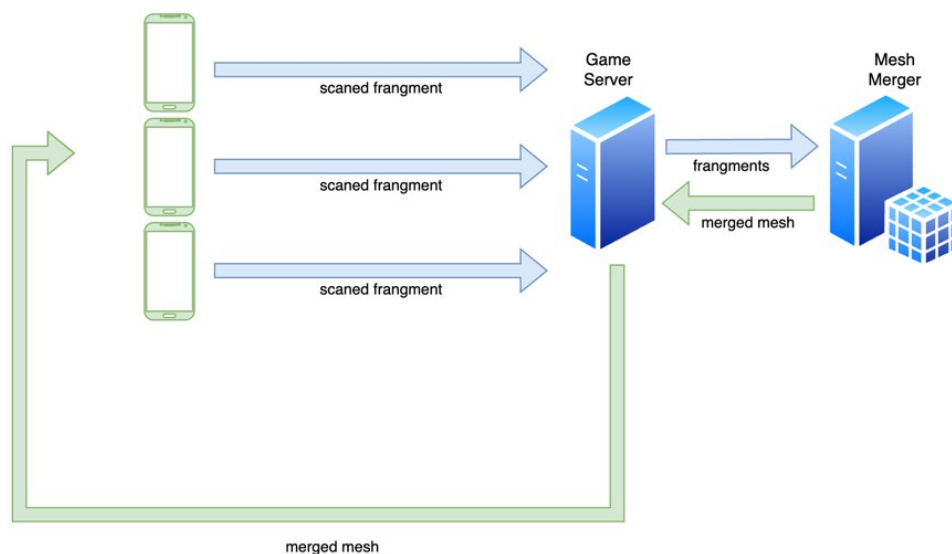 scaned frangment
Game
Server
Mesh
Merger
scaned frangment
frangments
merged mesh
scaned frangment
merged mesh